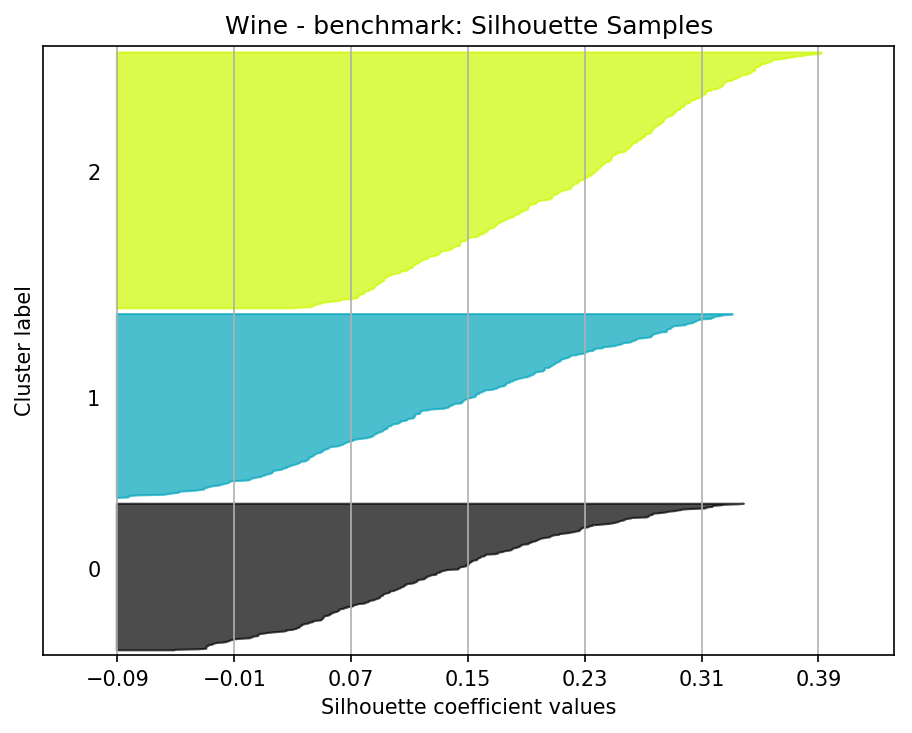 Wine - benchmark: Silhouette Samples
2
1
0
Cluster label
−0.09 −0.01 0.07 0.15 0.23 0.31 0.39
Silhouette coefficient values